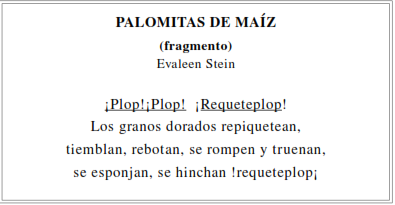 PALOMITAS DE MAÍZ
(fragmento)
Evaleen Stein
¡Plop!¡Plop! ¡Requeteplop!
Los granos dorados repiquetean,
tiemblan, rebotan, se rompen y truenan,
se esponjan, se hinchan !requeteplop¡